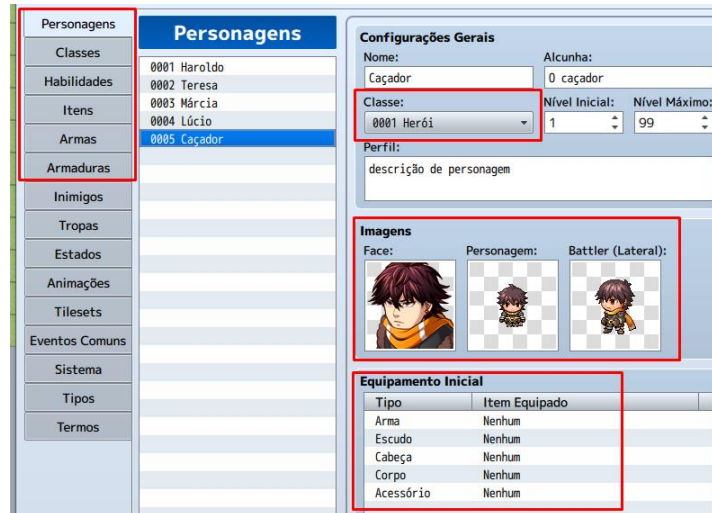 Personagens
Classes
Habilidades
Itens
Armas
Armaduras
Inimigos
Tropas
Estados
Animações
Tilesets
Eventos Comuns
Sistema
Tipos
Termos
Personagens
0001 Haroldo
0002 Teresa
0003 Márcia
0004 Lúcio
0005 Caçador
Configurações Gerais
Nome: Alcunha:
Caçador O caçador
Classe: Nível Inicial: Nível Máximo:
0001 Herói 1 99
Perfil:
descrição de personagem
Imagens
Face: Personagem: Battler (Lateral):
Equipamento Inicial
Tipo Item Equipado
Arma Nenhum
Escudo Nenhum
Cabeça Nenhum
Corpo Nenhum
Acessório Nenhum